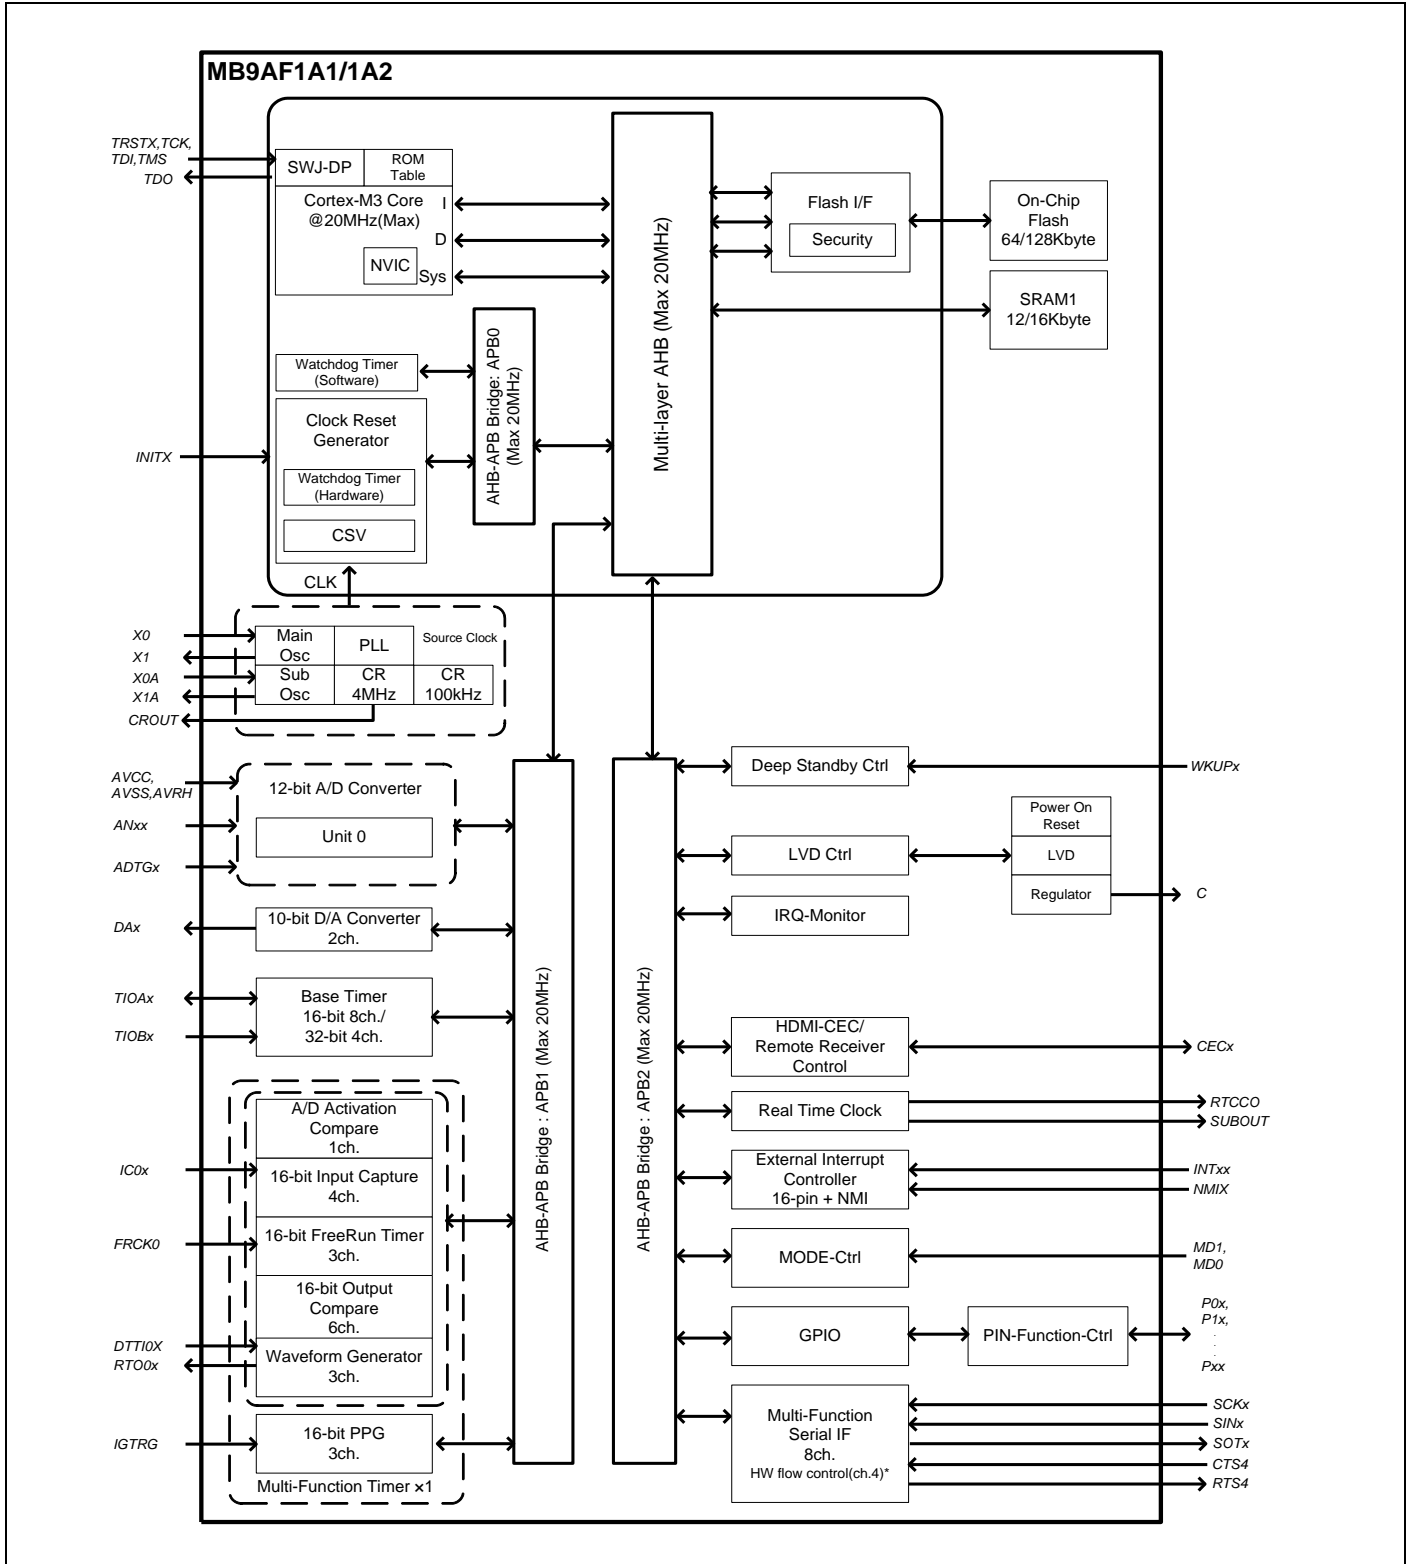 MB9AF1A1/1A2
TRSTX,TCK,
TDI,TMS
TDO
SWJ-DP
ROM
Table
Cortex-M3 Core
@20MHz(Max)
I
D
NVIC
Sys
Multi-layer AHB (Max 20MHz)
Flash I/F
Security
On-Chip
Flash
64/128Kbyte
SRAM1
12/16Kbyte
AHB-APB Bridge: APB0
(Max 20MHz)
Watchdog Timer
(Software)
Clock Reset
Generator
Watchdog Timer
(Hardware)
CSV
INITX
CLK
X0
X1
X0A
X1A
CROUT
Main
Osc
PLL
Source Clock
Sub
Osc
CR
4MHz
CR
100kHz
AVCC,
AVSS,AVRH
ANxx
ADTGx
12-bit A/D Converter
Unit 0
DAx
10-bit D/A Converter
2ch.
TIOAx
TIOBx
Base Timer
16-bit 8ch./
32-bit 4ch.
A/D Activation
Compare
1ch.
IC0x
16-bit Input Capture
4ch.
FRCK0
16-bit FreeRun Timer
3ch.
16-bit Output
Compare
6ch.
DTTI0X
RTO0x
Waveform Generator
3ch.
IGTRG
16-bit PPG
3ch.
Multi-Function Timer ×1
AHB-APB Bridge : APB1 (Max 20MHz)
AHB-APB Bridge : APB2 (Max 20MHz)
Deep Standby Ctrl
WKUPx
LVD Ctrl
Power On
Reset
LVD
Regulator
C
IRQ-Monitor
HDMI-CEC/
Remote Receiver
Control
CECx
Real Time Clock
RTCCO
SUBOUT
External Interrupt
Controller
16-pin + NMI
INTxx
NMIX
MODE-Ctrl
MD1,
MD0
GPIO
PIN-Function-Ctrl
P0x,
P1x,
.
.
Pxx
Multi-Function
Serial IF
8ch.
HW flow control(ch.4)*
SCKx
SINx
SOTx
CTS4
RTS4